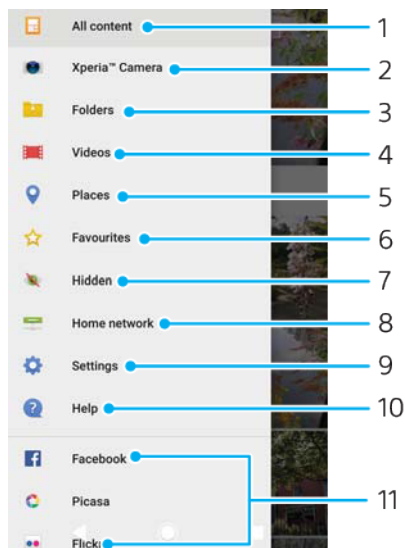 All content 1
Xperia™ Camera 2
Folders 3
Videos 4
Places 5
Favourites 6
Hidden 7
Home network 8
Settings 9
Help 10
Facebook
Picasa 11